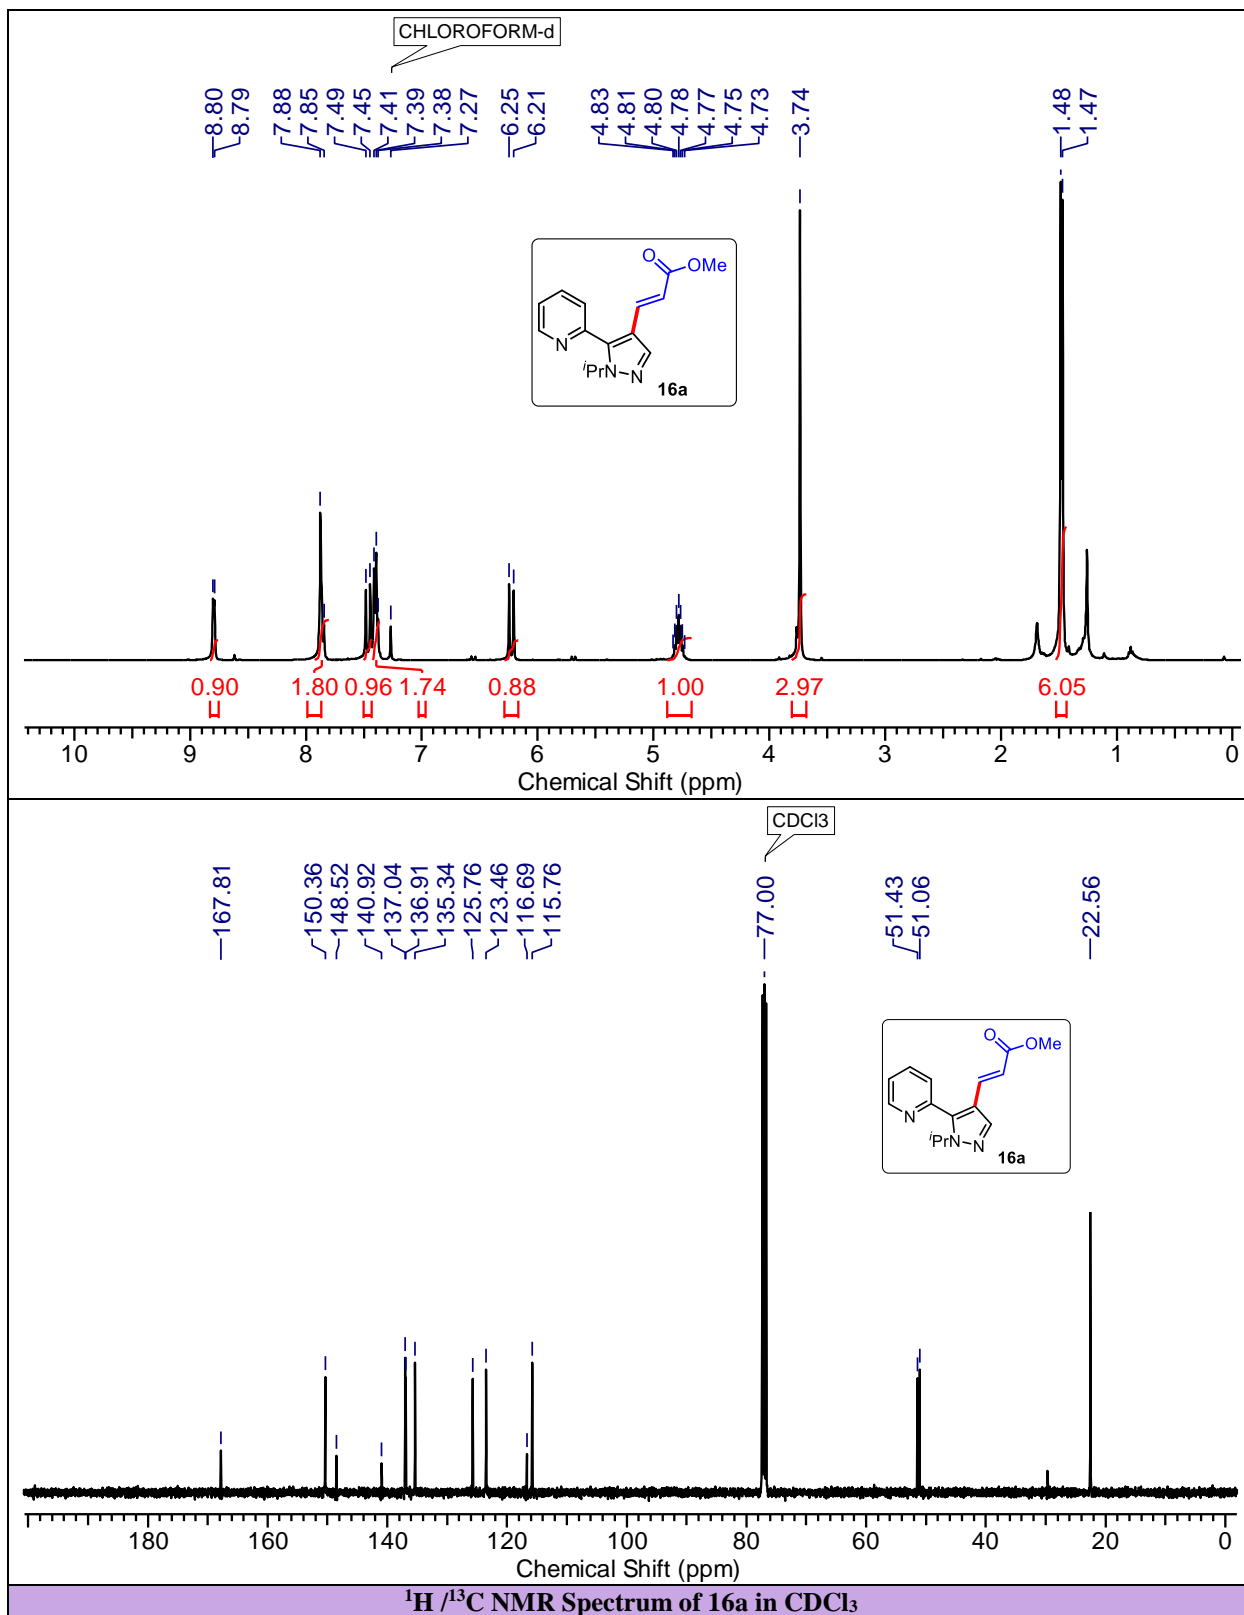 CHLOROFORM-d
8.80
8.79
7.88
7.85
7.49
7.45
7.41
7.39
7.38
7.27
6.25
6.21
4.83
4.81
4.80
4.78
4.77
4.75
4.73
3.74
1.48
1.47
O
OMe
N
iPr
N
N
16a
0.90 1.80 0.96 1.74 0.88 1.00 2.97 6.05
10 9 8 7 6 5 4 3 2 1 0
Chemical Shift (ppm)
CDCl3
167.81
150.36
148.52
140.92
137.04
136.91
135.34
125.76
123.46
116.69
115.76
77.00
51.43
51.06
22.56
O
OMe
N
iPr
N
N
16a
180 160 140 120 100 80 60 40 20 0
Chemical Shift (ppm)
¹H /¹³C NMR Spectrum of 16a in CDCl₃